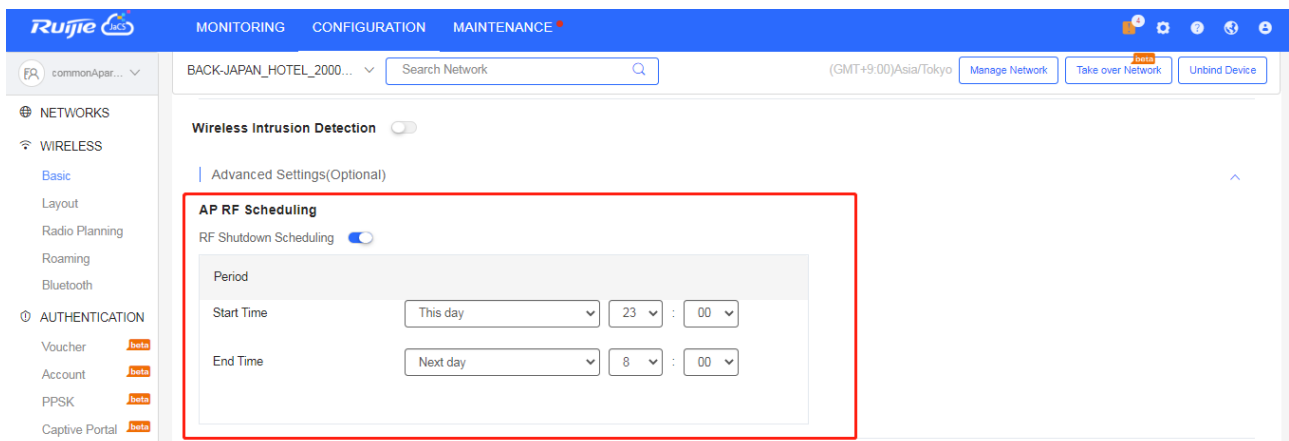 Ruijie JaCS MONITORING CONFIGURATION MAINTENANCE 4
commonApar... BACK-JAPAN_HOTEL_2000... Search Network (GMT+9:00)Asia/Tokyo Manage Network Take over Network beta Unbind Device
NETWORKS
Wireless Intrusion Detection
WIRELESS
Advanced Settings(Optional)
Basic
Layout
AP RF Scheduling
Radio Planning
RF Shutdown Scheduling
Roaming
Period
Bluetooth
Start Time This day 23 : 00
AUTHENTICATION
Voucher beta
End Time Next day 8 : 00
Account beta
PPSK beta
Captive Portal beta